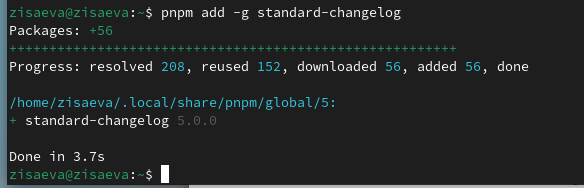 zisaeva@zisaeva:~$ pnpm add -g standard-changelog
Packages: +56
++++++++++++++++++++++++++++++++++++++++++++++++++++++++
Progress: resolved 208, reused 152, downloaded 56, added 56, done
/home/zisaeva/.local/share/pnpm/global/5:
+ standard-changelog 5.0.0
Done in 3.7s
zisaeva@zisaeva:~$